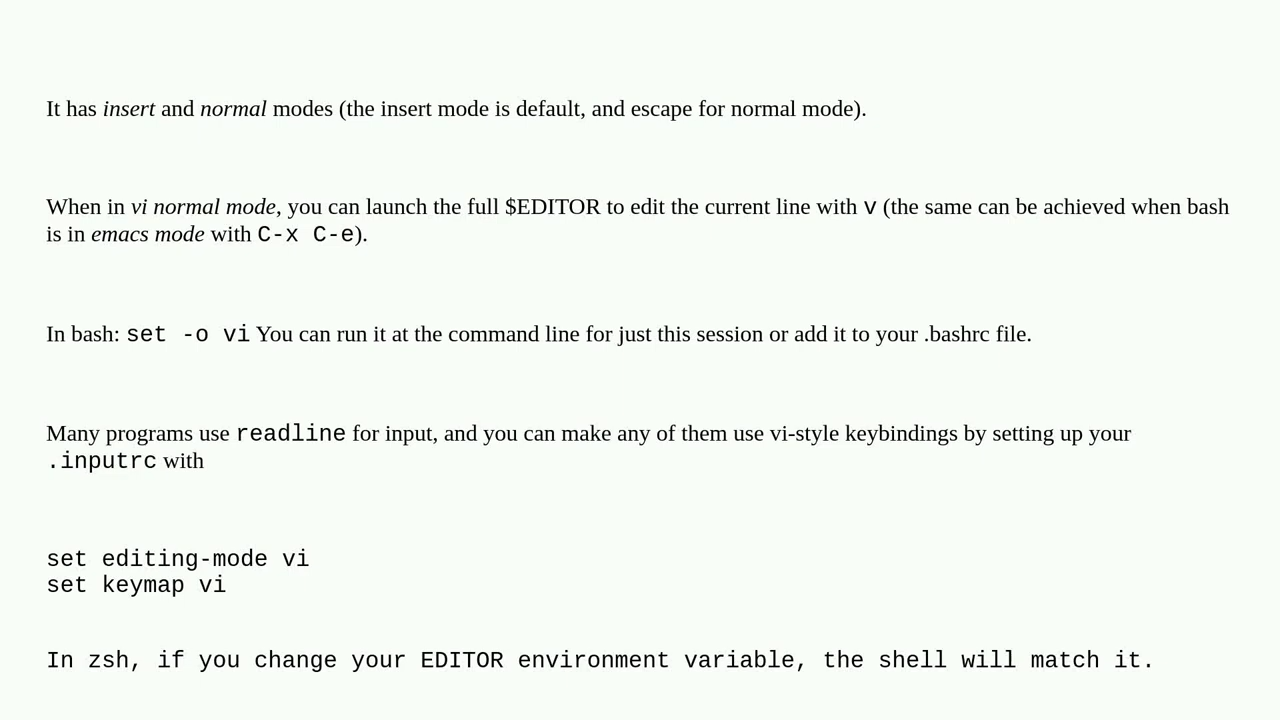 It has insert and normal modes (the insert mode is default, and escape for normal mode).
When in vi normal mode, you can launch the full $EDITOR to edit the current line with v (the same can be achieved when bash
is in emacs mode with C-x C-e).
In bash: set -o vi You can run it at the command line for just this session or add it to your .bashrc file.
Many programs use readline for input, and you can make any of them use vi-style keybindings by setting up your
.inputrc with
set editing-mode vi
set keymap vi
In zsh, if you change your EDITOR environment variable, the shell will match it.